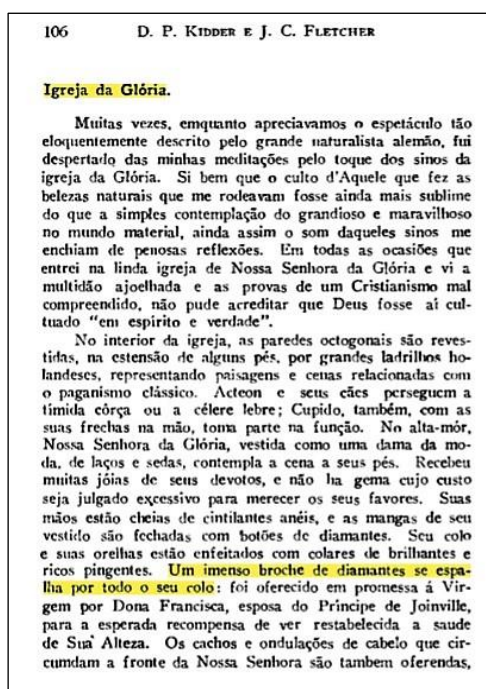 106 D. P. KIDDER E J. C. FLETCHER
Igreja da Glória.
Muitas vezes, emquanto apreciavamos o espetáculo tão
eloquentemente descrito pelo grande naturalista alemão, fui
despertado das minhas meditações pelo toque dos sinos da
igreja da Glória. Si bem que o culto d'Aquele que fez as
belezas naturais que me rodeavam fosse ainda mais sublime
do que a simples contemplação do grandioso e maravilhoso
no mundo material, ainda assim o som daqueles sinos me
enchiam de penosas reflexões. Em todas as ocasiões que
entrei na linda igreja de Nossa Senhora da Glória e vi a
multidão ajoelhada e as provas de um Cristianismo mal
compreendido, não pude acreditar que Deus fosse aí cul-
tuado "em espírito e verdade".
No interior da igreja, as paredes octogonais são reves-
tidas, na estensão de alguns pés, por grandes ladrilhos ho-
landeses, representando paisagens e cenas relacionadas com
o paganismo clássico. Acteon e seus cães perseguem a
tímida côrça ou a célere lebre; Cupido, também, com as
suas frechas na mão, toma parte na função. No alta-mór,
Nossa Senhora da Glória, vestida como uma dama da mo-
da, de laços e sedas, contempla a cena a seus pés. Recebeu
muitas jóias de seus devotos, e não ha gema cujo custo
seja julgado excessivo para merecer os seus favores. Suas
mãos estão cheias de cintilantes anéis, e as mangas de seu
vestido são fechadas com botões de diamantes. Seu colo
e suas orelhas estão enfeitados com colares de brilhantes e
ricos pingentes. Um imenso broche de diamantes se espa-
lha por todo o seu colo: foi oferecido em promessa á Vir-
gem por Dona Francisca, esposa do Principe de Joinville,
para a esperada recompensa de ver restabelecida a saude
de Sua Alteza. Os cachos e ondulações de cabelo que cir-
cumdam a fronte da Nossa Senhora são tambem oferendas,